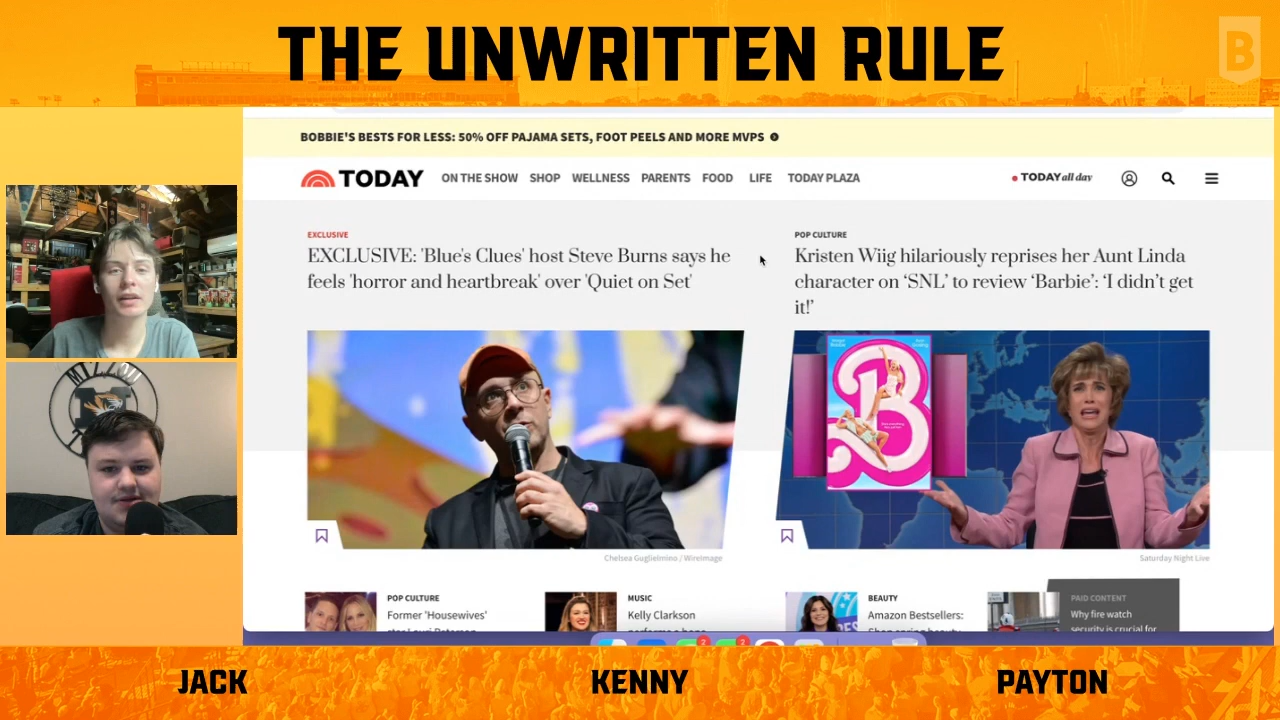 THE UNWRITTEN RULE
B
BOBBIE'S BESTS FOR LESS: 50% OFF PAJAMA SETS, FOOT PEELS AND MORE MVPS
TODAY
ON THE SHOW SHOP WELLNESS PARENTS FOOD LIFE TODAY PLAZA
TODAY all day
EXCLUSIVE
EXCLUSIVE: 'Blue's Clues' host Steve Burns says he
feels 'horror and heartbreak' over 'Quiet on Set'
Chelsea Guglielmino / WireImage
POP CULTURE
Kristen Wiig hilariously reprises her Aunt Linda
character on ‘SNL’ to review ‘Barbie’: ‘I didn’t get
it!’
B
Saturday Night Live
MIZZOU
POP CULTURE
Former 'Housewives'
MUSIC
Kelly Clarkson
BEAUTY
Amazon Bestsellers:
PAID CONTENT
Why fire watch
security is crucial for
2
2
JACK
KENNY
PAYTON